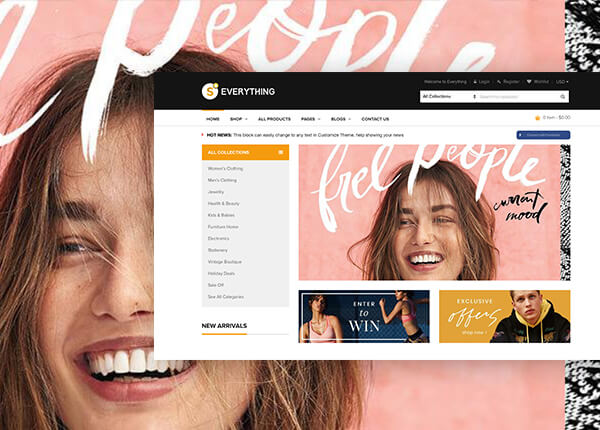 feel people
Welcome to Everything Login Register Wishlist USD
S EVERYTHING
All Collections
HOME SHOP ALL PRODUCTS PAGES BLOGS CONTACT US
0 item - $0.00
HOT NEWS: This block can easily change to any text in Customize Theme, help showing your news
ALL COLLECTIONS
Women's Clothing
Men's Clothing
Jewelry
Health & Beauty
Kids & Babies
Furniture Home
Electronics
Stationery
Vintage Boutique
Holiday Deals
Sale Off
See All Categories
NEW ARRIVALS
feel people
current
mood
ENTER
to
WIN
EXCLUSIVE
offers
shop now